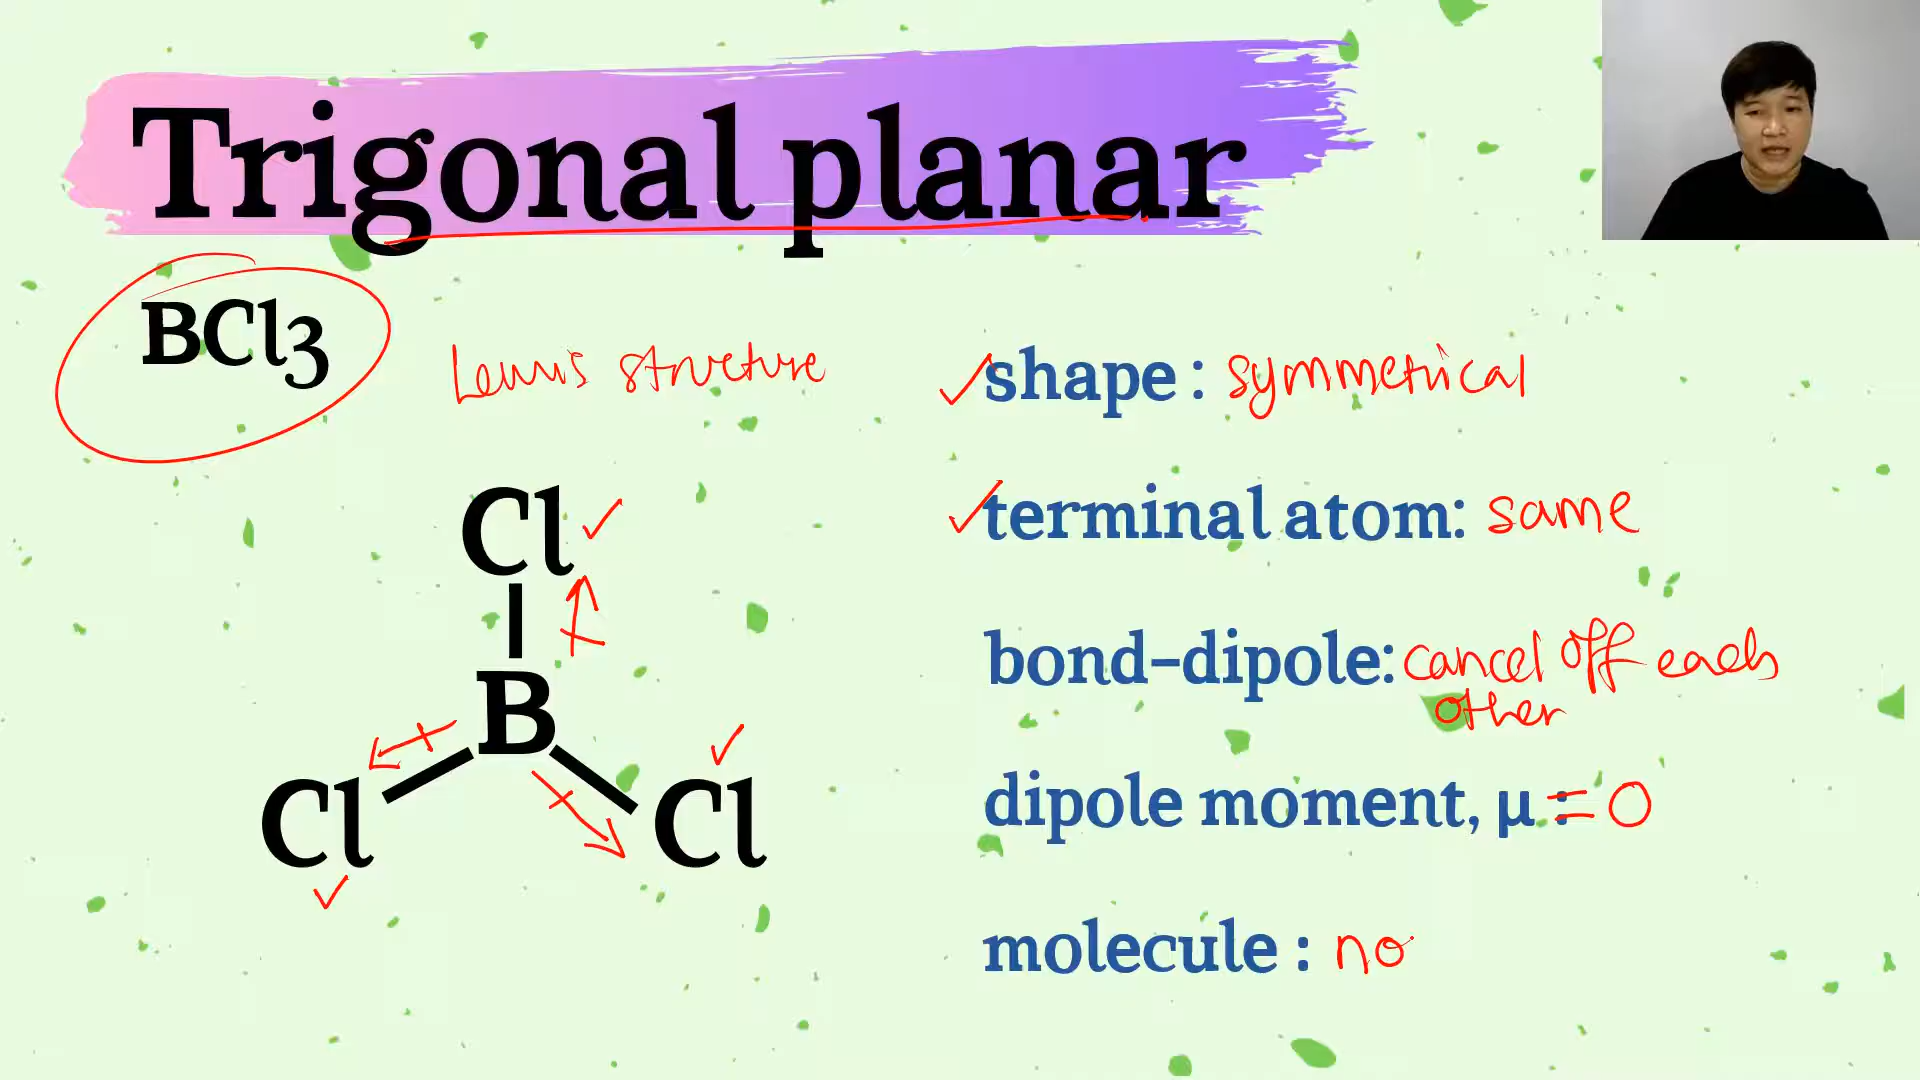 Trigonal planar
BCl3
Lewis structure
shape : symmetrical
terminal atom: same
bond-dipole: cancel off each
other
dipole moment, µ := 0
molecule : no
Cl
B
Cl
Cl